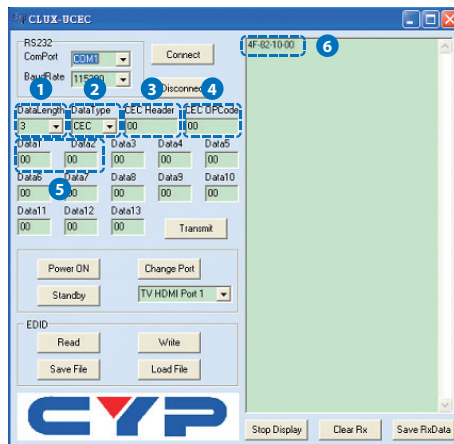 CLUX-UCEC
RS232
ComPort COM1
Connect
BaudRate 115200
Disconnect
1 2 3 4
DataLength DataType CEC Header CEC OPCode
3 CEC 00 00
Data1 Data2 Data3 Data4 Data5
00 00 00 00 00
5
Data6 Data7 Data8 Data9 Data10
00 00 00 00 00
Data11 Data12 Data13
00 00 00
Transmit
Power ON Change Port
Standby TV HDMI Port 1
EDID
Read Write
Save File Load File
CYP
4F-82-10-00 6
Stop Display Clear Rx Save RxData